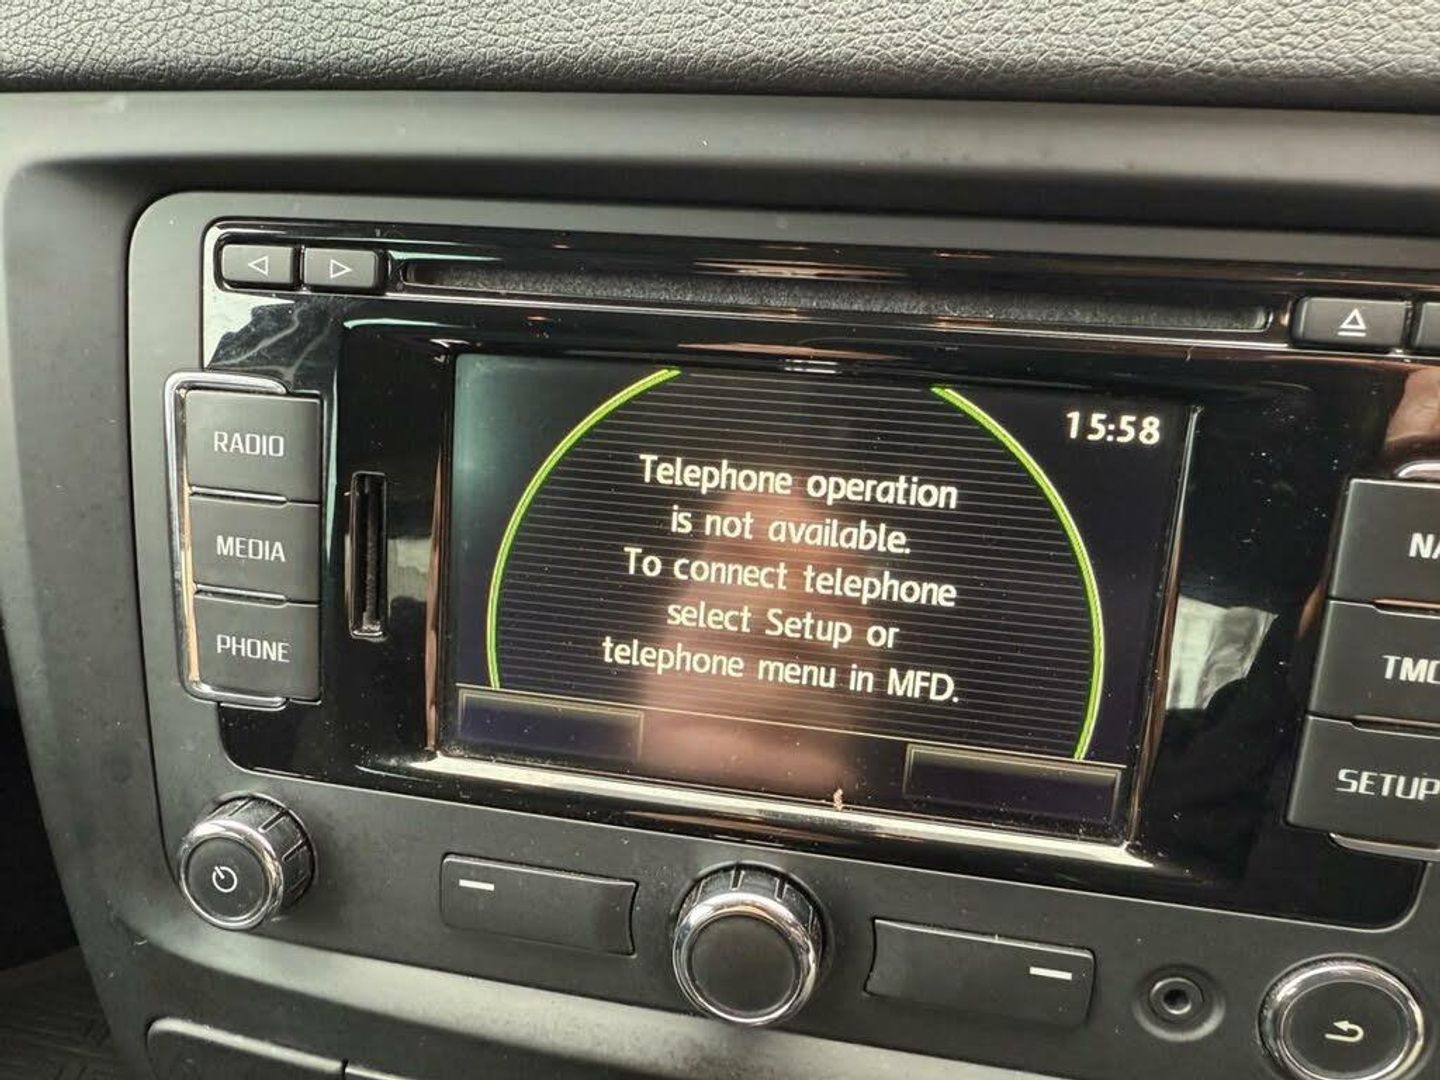 15:58
Telephone operation
is not available.
To connect telephone
select Setup or
telephone menu in MFD.
RADIO
MEDIA
PHONE
SETUP